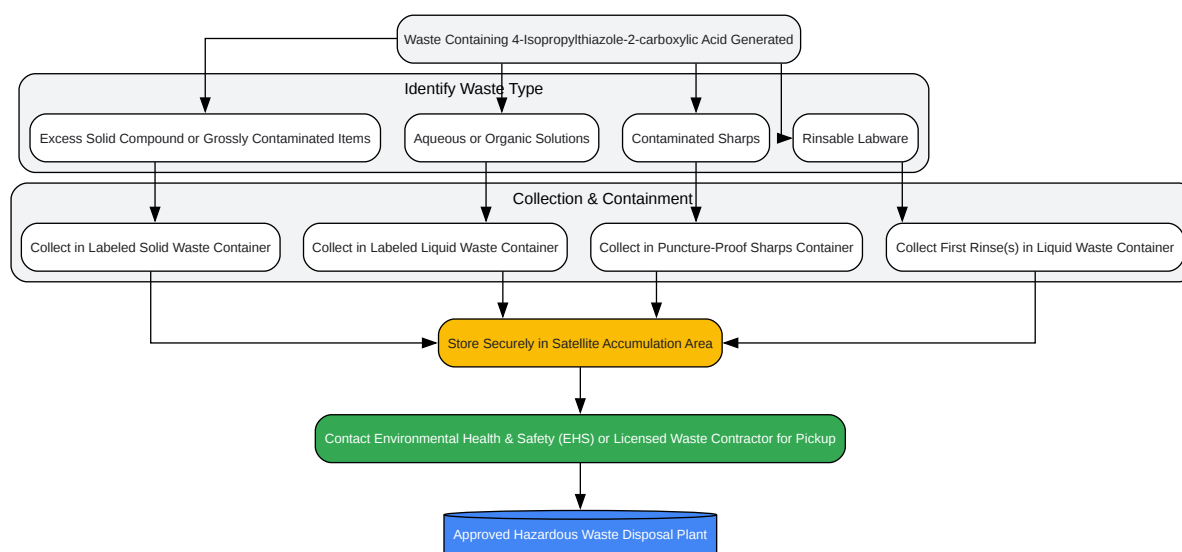 Waste Containing 4-Isopropylthiazole-2-carboxylic Acid Generated
Identify Waste Type
Excess Solid Compound or Grossly Contaminated Items
Aqueous or Organic Solutions
Contaminated Sharps
Rinsable Labware
Collection & Containment
Collect in Labeled Solid Waste Container
Collect in Labeled Liquid Waste Container
Collect in Puncture-Proof Sharps Container
Collect First Rinse(s) in Liquid Waste Container
Store Securely in Satellite Accumulation Area
Contact Environmental Health & Safety (EHS) or Licensed Waste Contractor for Pickup
Approved Hazardous Waste Disposal Plant